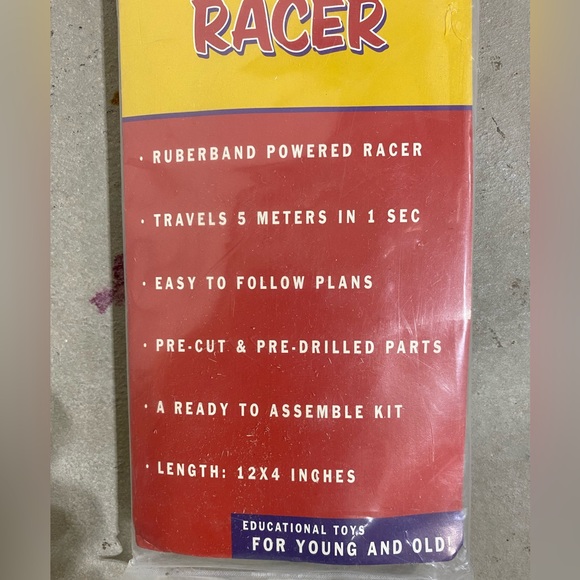 RACER
· RUBERBAND POWERED RACER
· TRAVELS 5 METERS IN 1 SEC
· EASY TO FOLLOW PLANS
· PRE-CUT & PRE-DRILLED PARTS
· A READY TO ASSEMBLE KIT
· LENGTH: 12X4 INCHES
EDUCATIONAL TOYS
FOR YOUNG AND OLD!